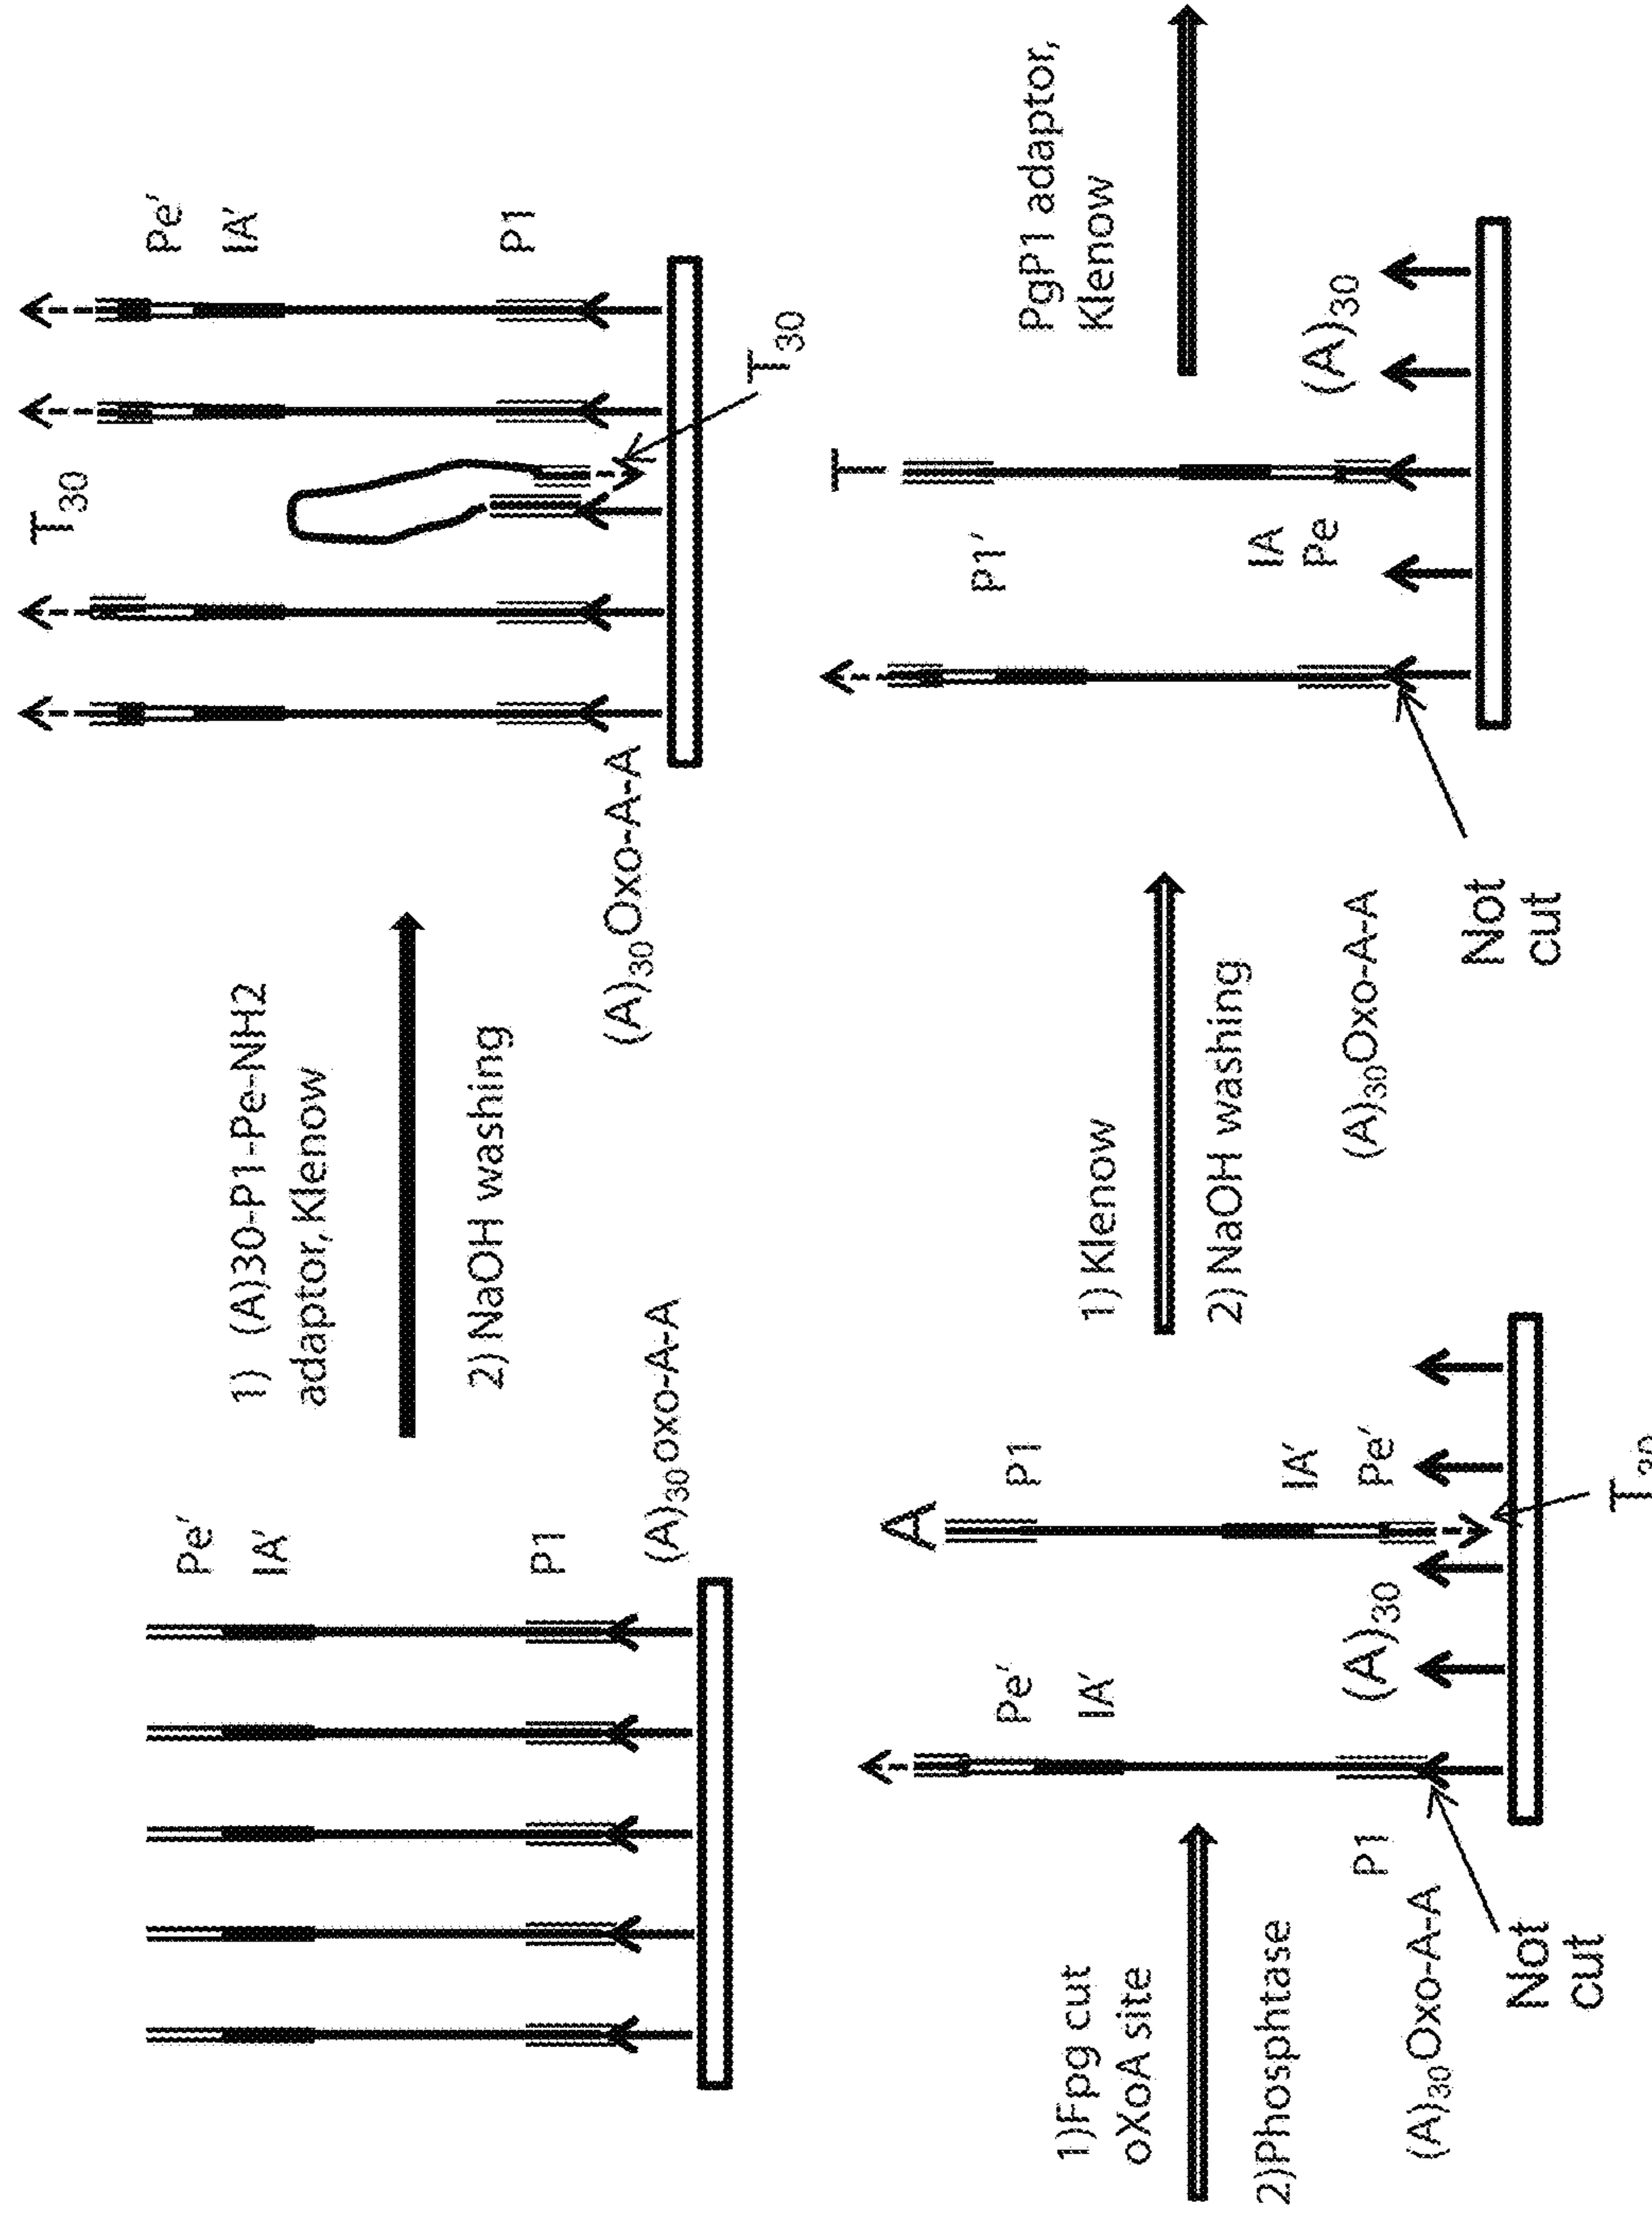 Pe'
IA'
P1
(A)30oxo-A-A
1) (A)30-P1-Pe-NH2
adaptor, Klenow
2) NaOH washing
T30
Pe'
IA'
P1
(A)30Oxo-A-A
T30
1)Fpg cut
oXoA site
2)Phosphtase
Pe'
IA'
P1
(A)30Oxo-A-A
Not
cut
A
P1
IA'
Pe'
(A)30
T30
1) Klenow
2) NaOH washing
(A)30Oxo-A-A
Not
cut
P1'
T
IA
Pe
(A)30
PgP1 adaptor,
Klenow